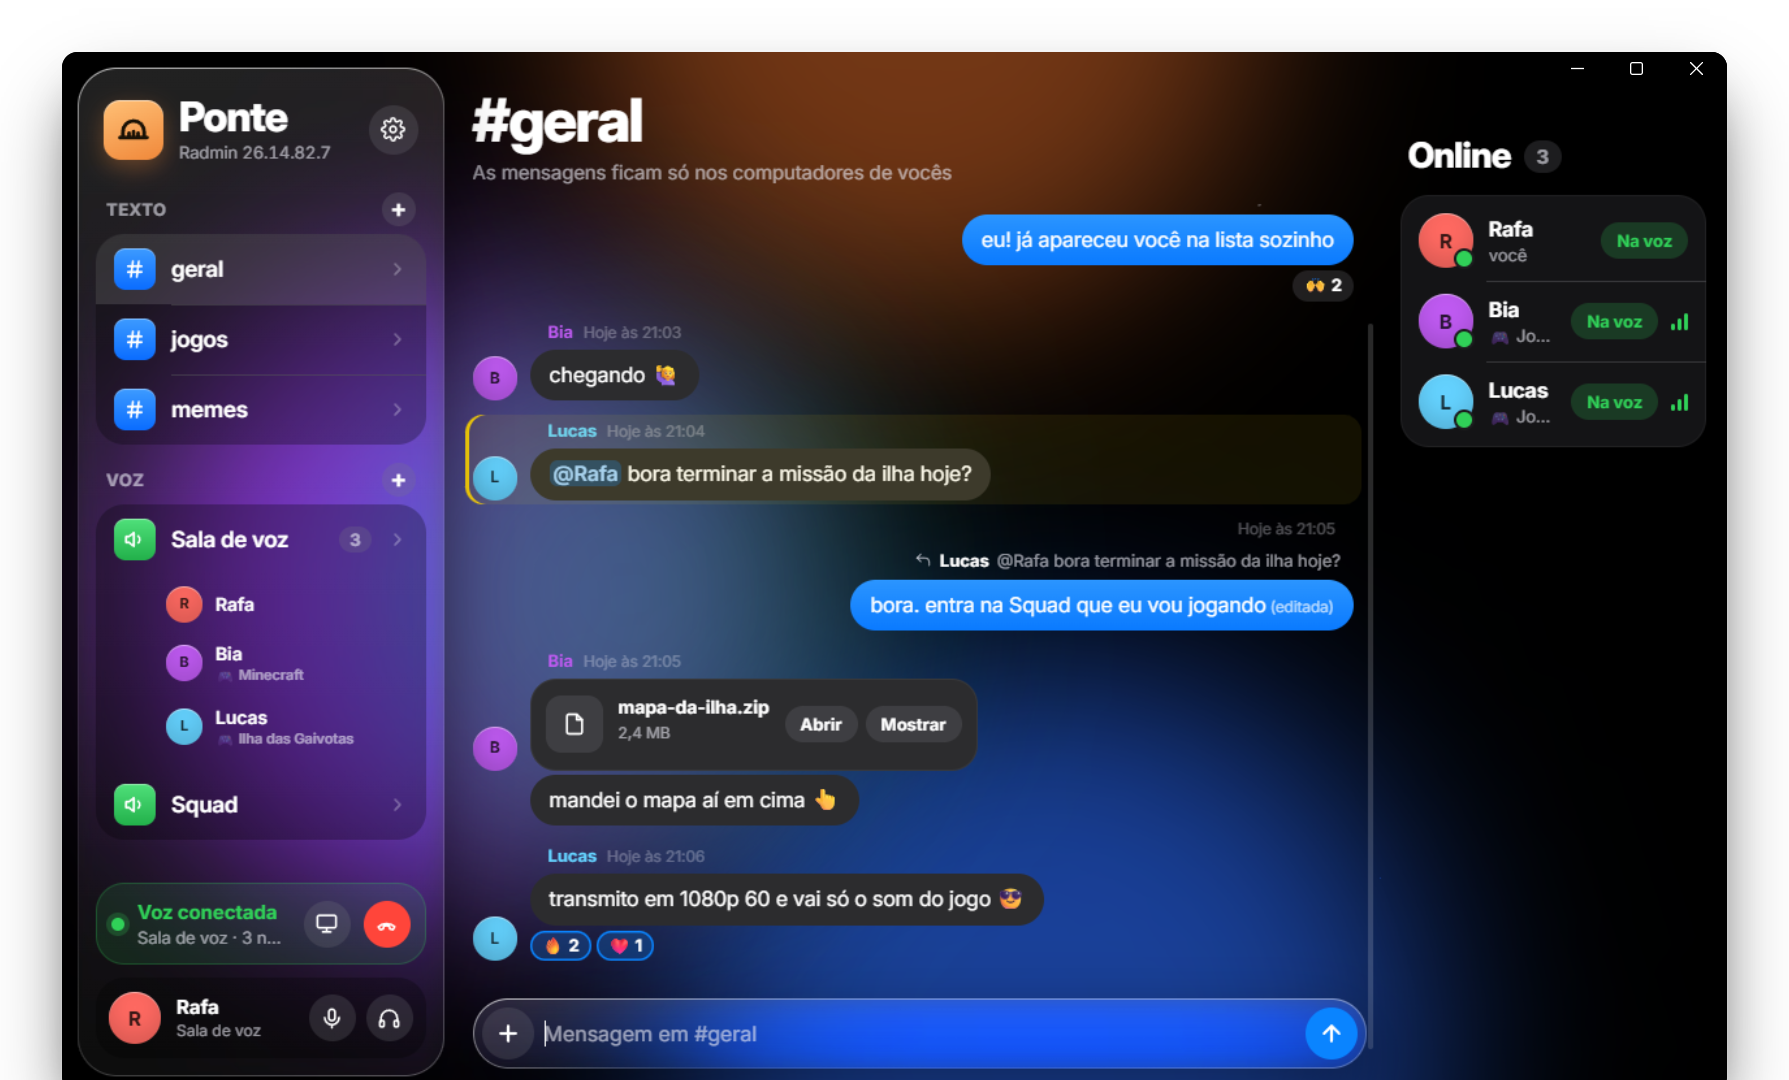 Ponte
Radmin 26.14.82.7
TEXTO
geral
jogos
memes
VOZ
Sala de voz 3
R Rafa
B Bia
🎮 Minecraft
L Lucas
🎮 Ilha das Gaivotas
Squad
Voz conectada
Sala de voz · 3 n...
R Rafa
Sala de voz
#geral
As mensagens ficam só nos computadores de vocês
eu! já apareceu você na lista sozinho
🙌 2
Bia Hoje às 21:03
B chegando 🙋
Lucas Hoje às 21:04
L @Rafa bora terminar a missão da ilha hoje?
Hoje às 21:05
Lucas @Rafa bora terminar a missão da ilha hoje?
bora. entra na Squad que eu vou jogando (editada)
Bia Hoje às 21:05
mapa-da-ilha.zip
2,4 MB
Abrir Mostrar
B
mandei o mapa aí em cima 👆
Lucas Hoje às 21:06
transmito em 1080p 60 e vai só o som do jogo 😎
L 🔥 2 ❤️ 1
+ Mensagem em #geral
Online 3
R Rafa
você
Na voz
B Bia
🎮 Jo...
Na voz
L Lucas
🎮 Jo...
Na voz